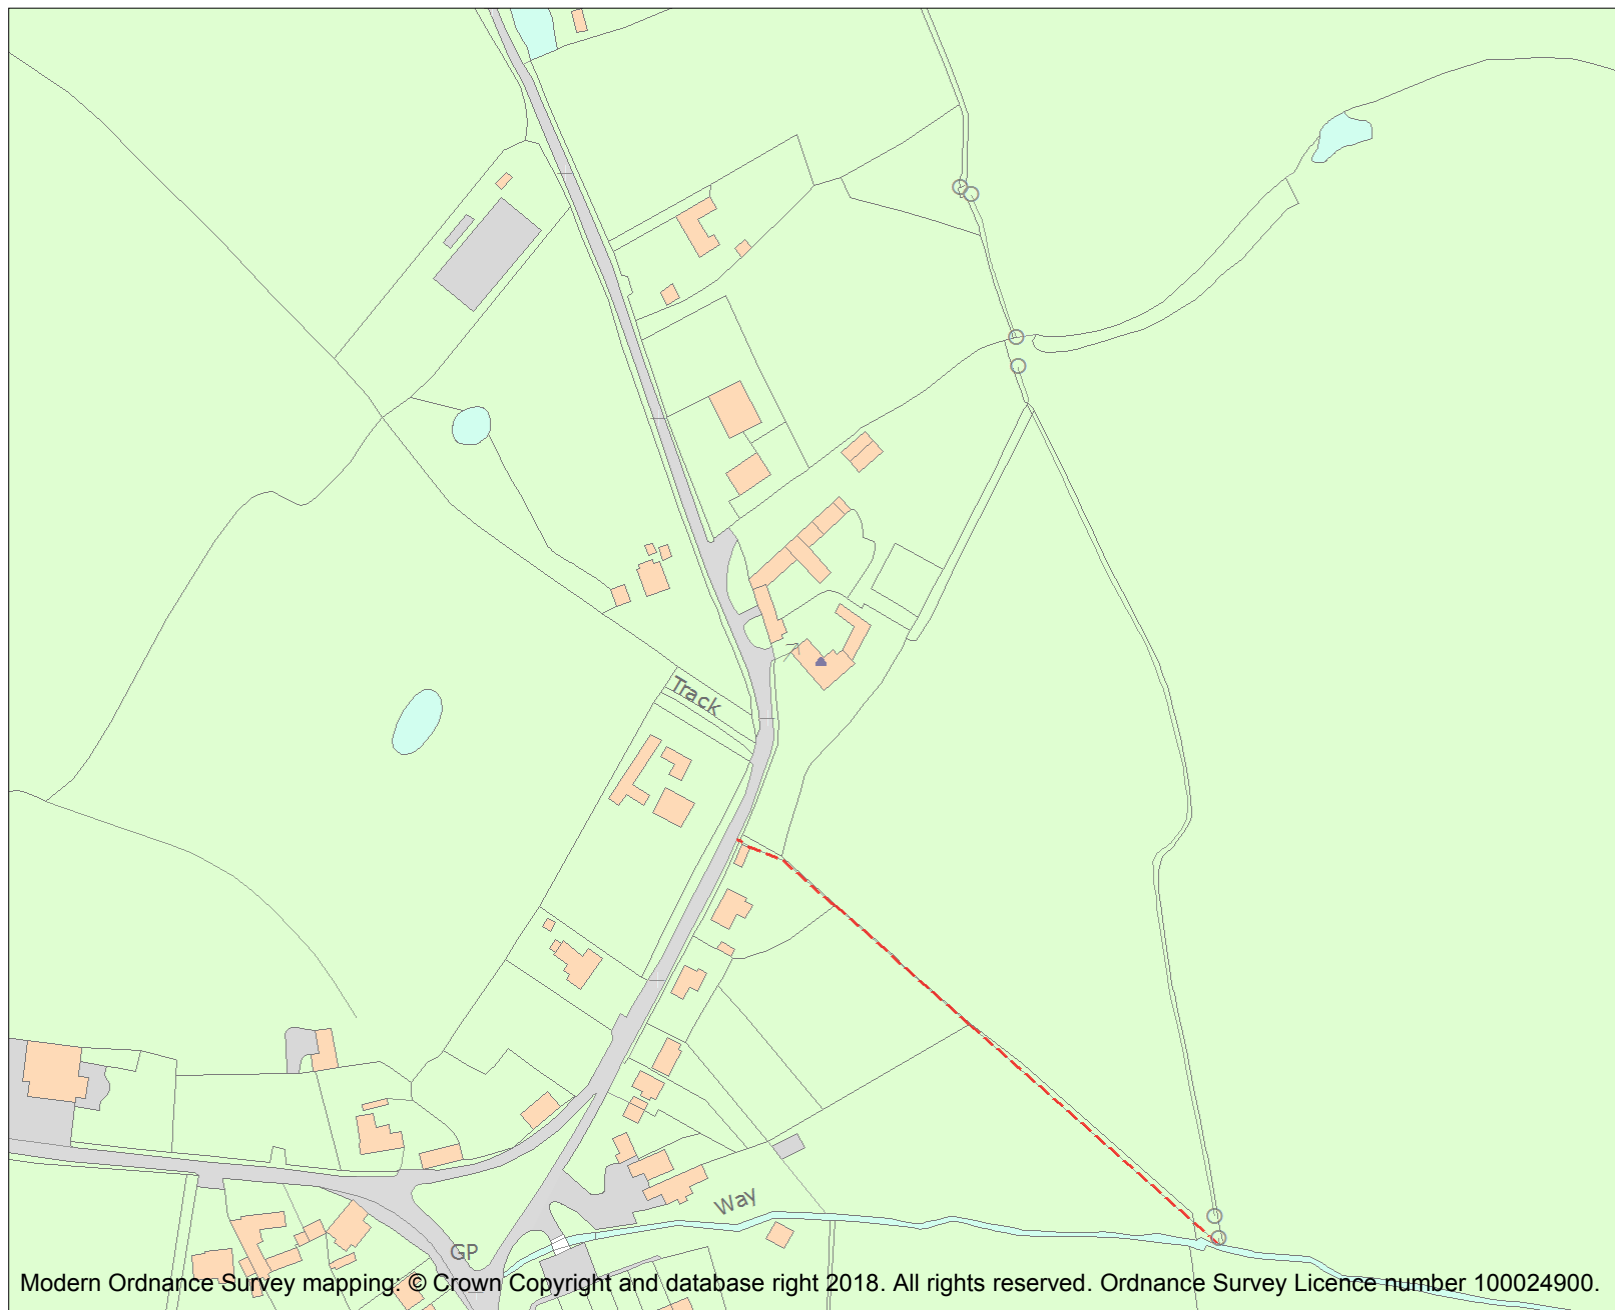 Track
Way
GP
Modern Ordnance Survey mapping: © Crown Copyright and database right 2018. All rights reserved. Ordnance Survey Licence number 100024900.